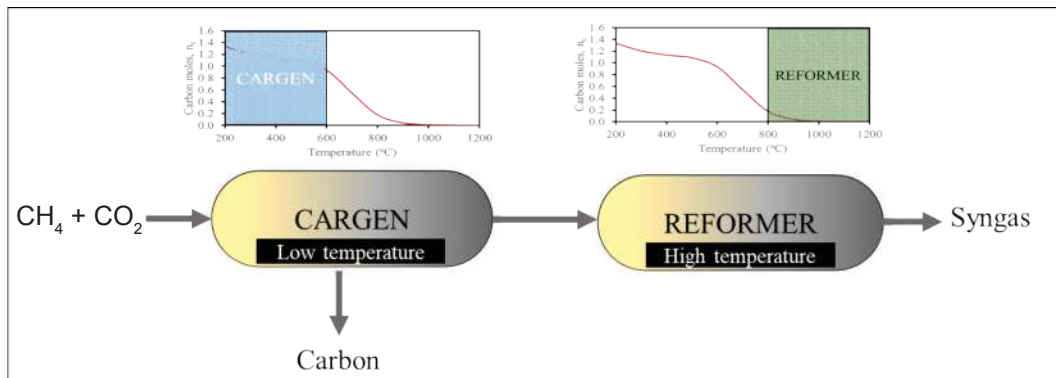 Carbon moles, n_c
1.6
1.4
1.2
1.0
0.8
0.6
0.4
0.2
0.0
CARGEN
200 400 600 800 1000 1200
Temperature (°C)
Carbon moles, n_c
1.6
1.4
1.2
1.0
0.8
0.6
0.4
0.2
0.0
REFORMER
200 400 600 800 1000 1200
Temperature (°C)
CH₄ + CO₂
CARGEN
Low temperature
REFORMER
High temperature
Syngas
Carbon